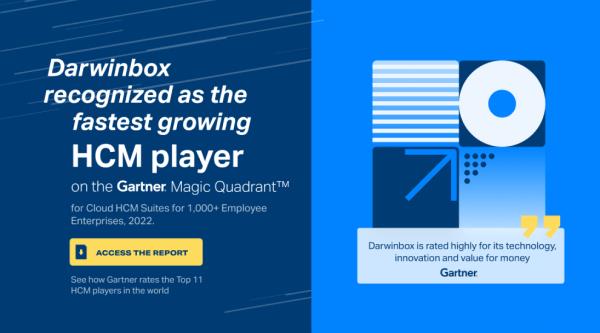 Darwinbox
recognized as the
fastest growing
HCM player
on the Gartner Magic Quadrant™
for Cloud HCM Suites for 1,000+ Employee
Enterprises, 2022.
ACCESS THE REPORT
See how Gartner rates the Top 11
HCM players in the world
”
Darwinbox is rated highly for its technology,
innovation and value for money
Gartner